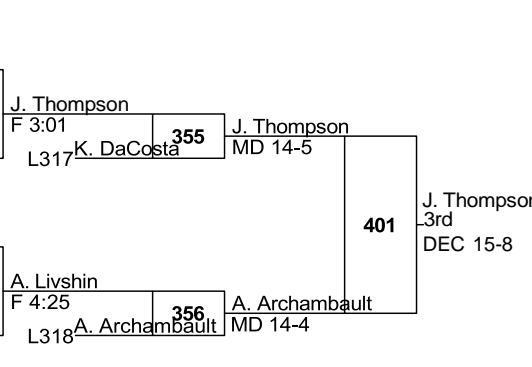 J. Thompson
F 3:01
L317 K. DaCosta
355
J. Thompson
MD 14-5
401
J. Thompson
3rd
DEC 15-8
A. Livshin
F 4:25
L318 A. Archambault
356
A. Archambault
MD 14-4